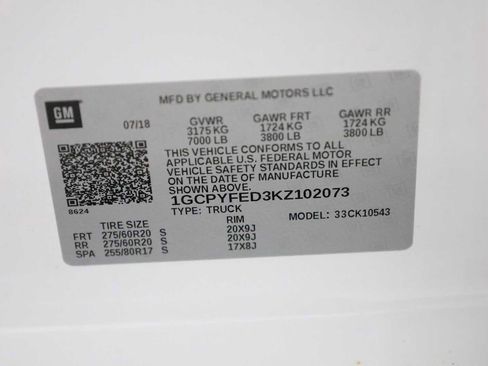 MFD BY GENERAL MOTORS LLC
GM
07/18 GVWR GAWR FRT GAWR RR
3175 KG 1724 KG 1724 KG
7000 LB 3800 LB 3800 LB
THIS VEHICLE CONFORMS TO ALL
APPLICABLE U.S. FEDERAL MOTOR
VEHICLE SAFETY STANDARDS IN EFFECT
ON THE DATE OF MANUFACTURE
SHOWN ABOVE.
1GCPYFED3KZ102073
8624
TYPE: TRUCK MODEL: 33CK10543
TIRE SIZE RIM
FRT 275/60R20 S 20X9J
RR 275/60R20 S 20X9J
SPA 255/80R17 S 17X8J